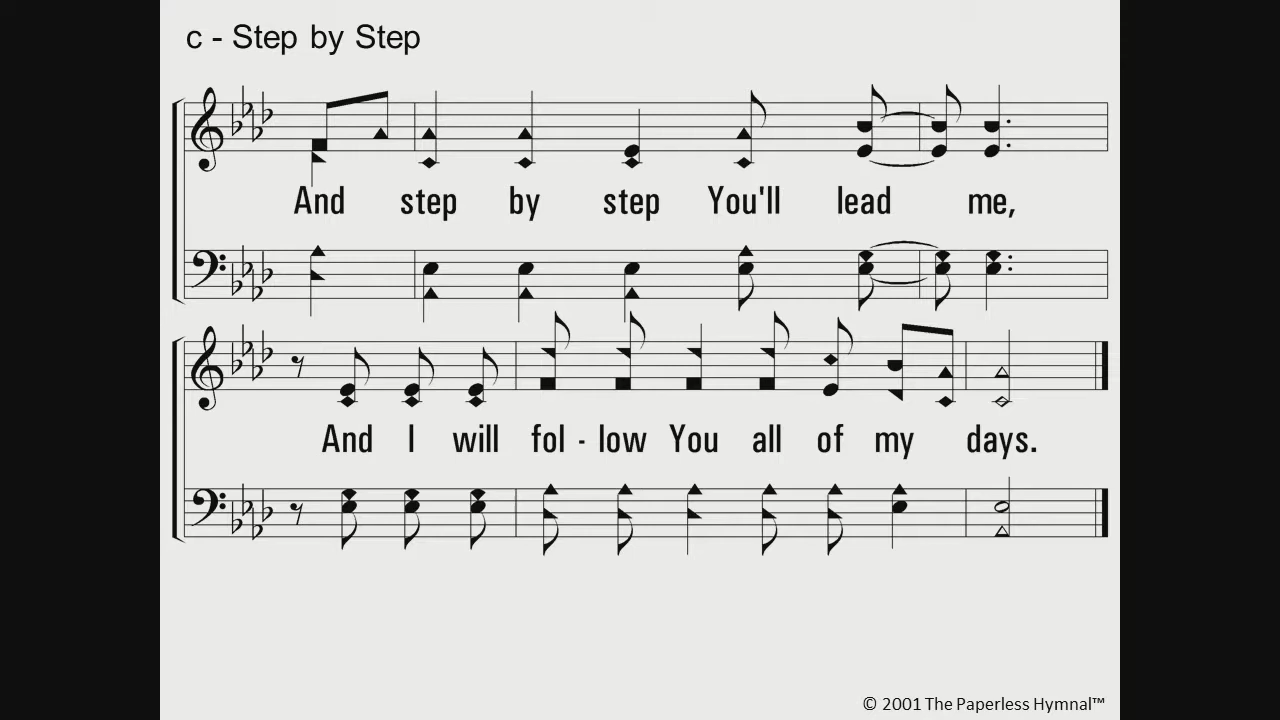 c - Step by Step
And step by step You'll lead me,
And I will fol - low You all of my days.
© 2001 The Paperless Hymnal™